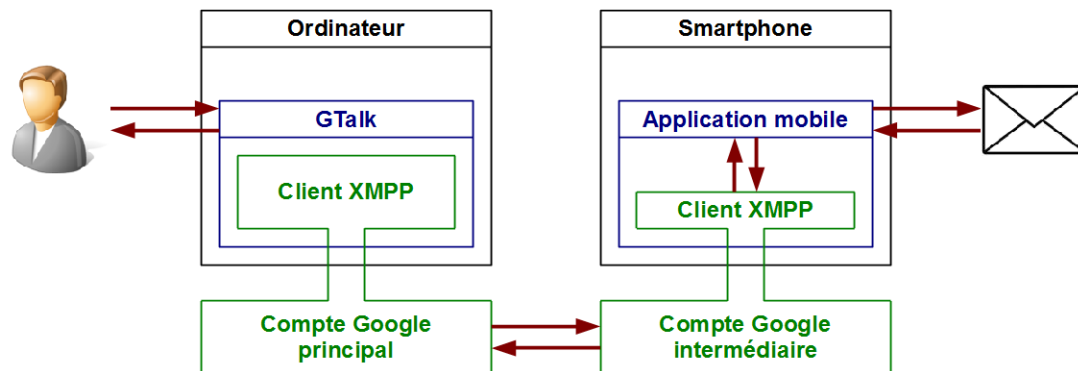 Ordinateur
Smartphone
GTalk
Application mobile
Client XMPP
Client XMPP
Compte Google
principal
Compte Google
intermédiaire